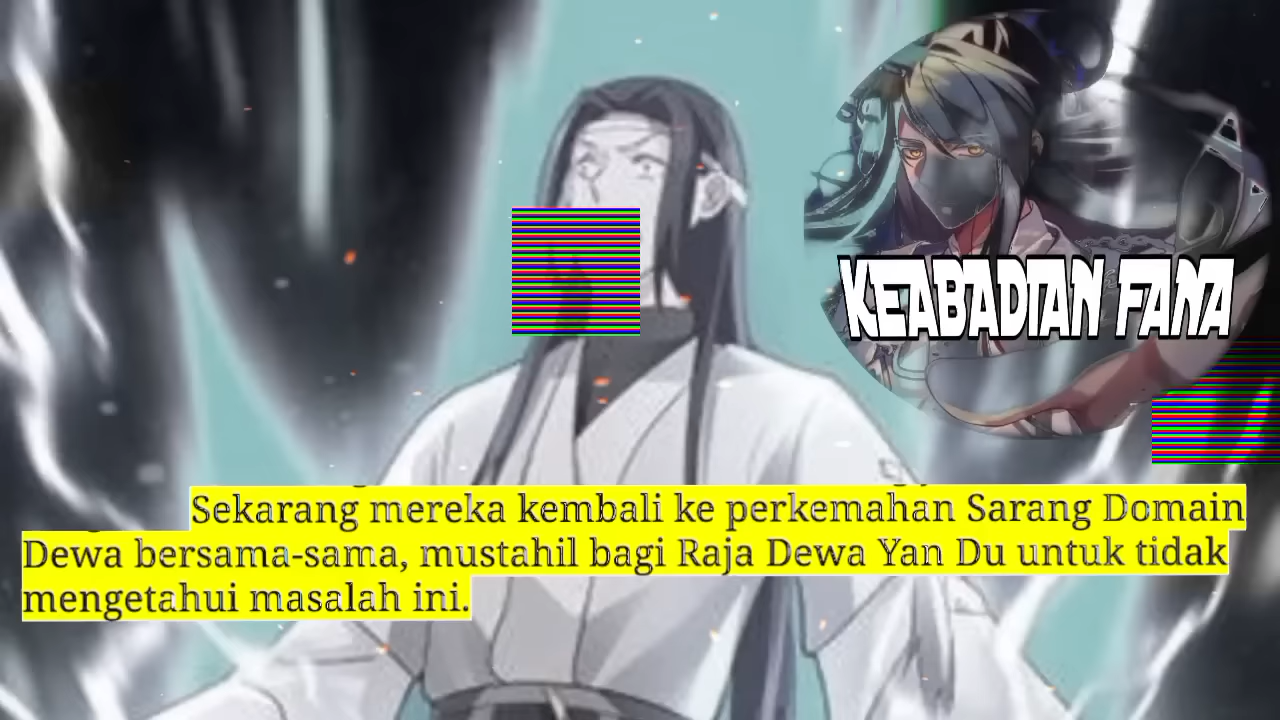 KEABADIAN FANA
Sekarang mereka kembali ke perkemahan Sarang Domain
Dewa bersama-sama, mustahil bagi Raja Dewa Yan Du untuk tidak
mengetahui masalah ini.